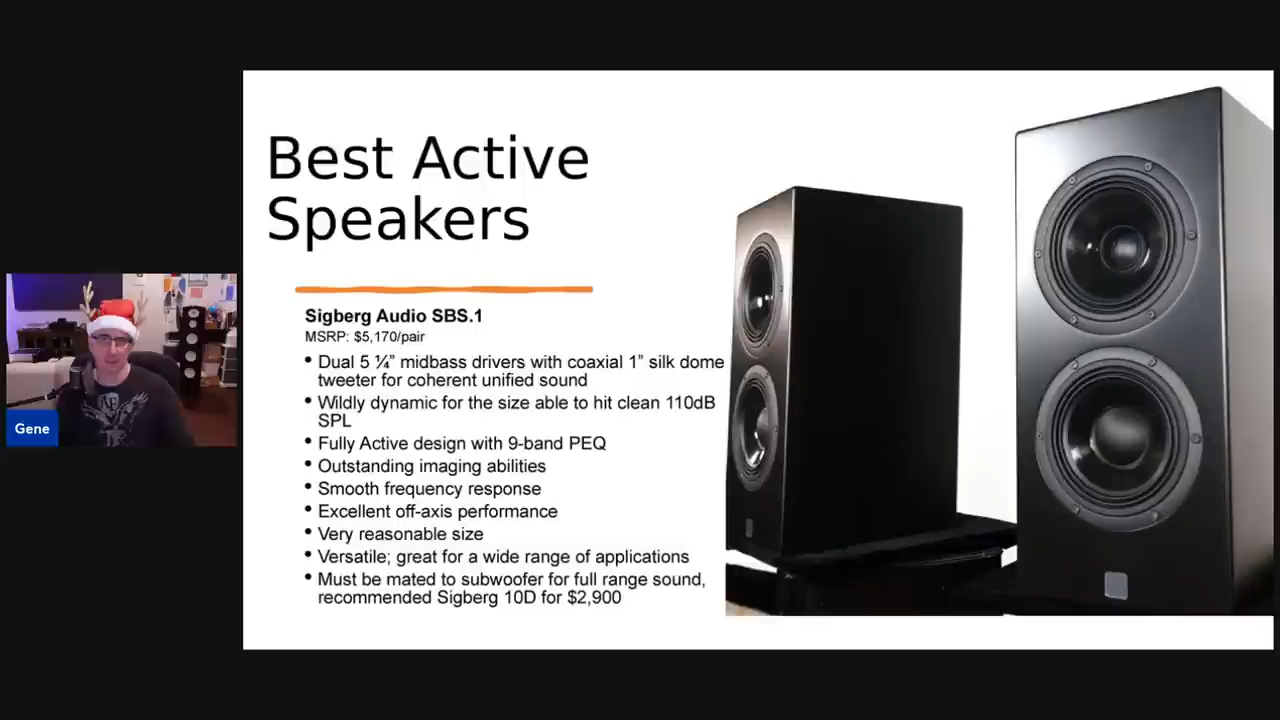 Best Active
Speakers
Sigberg Audio SBS.1
MSRP: $5,170/pair
• Dual 5 ¼” midbass drivers with coaxial 1” silk dome
tweeter for coherent unified sound
• Wildly dynamic for the size able to hit clean 110dB
SPL
• Fully Active design with 9-band PEQ
• Outstanding imaging abilities
• Smooth frequency response
• Excellent off-axis performance
• Very reasonable size
• Versatile; great for a wide range of applications
• Must be mated to subwoofer for full range sound,
recommended Sigberg 10D for $2,900
Gene